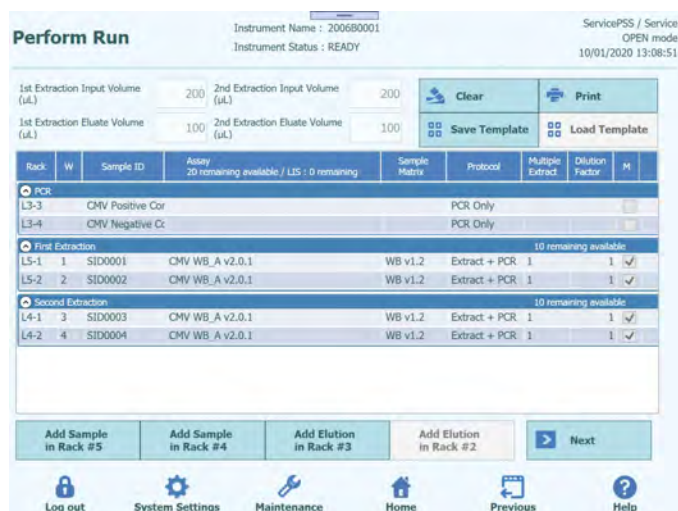 Perform Run
Instrument Name : 200680001
Instrument Status : READY
ServicePSS / Service
OPEN mode
10/01/2020 13:08:51
1st Extraction Input Volume (µL) 200 2nd Extraction Input Volume (µL) 200
1st Extraction Eluate Volume (µL) 100 2nd Extraction Eluate Volume (µL) 100
Clear
Print
Save Template
Load Template
Rack W Sample ID Assay 20 remaining available / LIS : 0 remaining Sample Matrix Protocol Multiple Extract Dilution Factor M
PCR
L3-3 CMV Positive Cor PCR Only
L3-4 CMV Negative Cc PCR Only
First Extraction 10 remaining available
L5-1 1 SID0001 CMV WB_A v2.0.1 WB v1.2 Extract + PCR 1 1
L5-2 2 SID0002 CMV WB_A v2.0.1 WB v1.2 Extract + PCR 1 1
Second Extraction 10 remaining available
L4-1 3 SID0003 CMV WB_A v2.0.1 WB v1.2 Extract + PCR 1 1
L4-2 4 SID0004 CMV WB_A v2.0.1 WB v1.2 Extract + PCR 1 1
Add Sample in Rack #5
Add Sample in Rack #4
Add Elution in Rack #3
Add Elution in Rack #2
Next
Log out System Settings Maintenance Home Previous Help